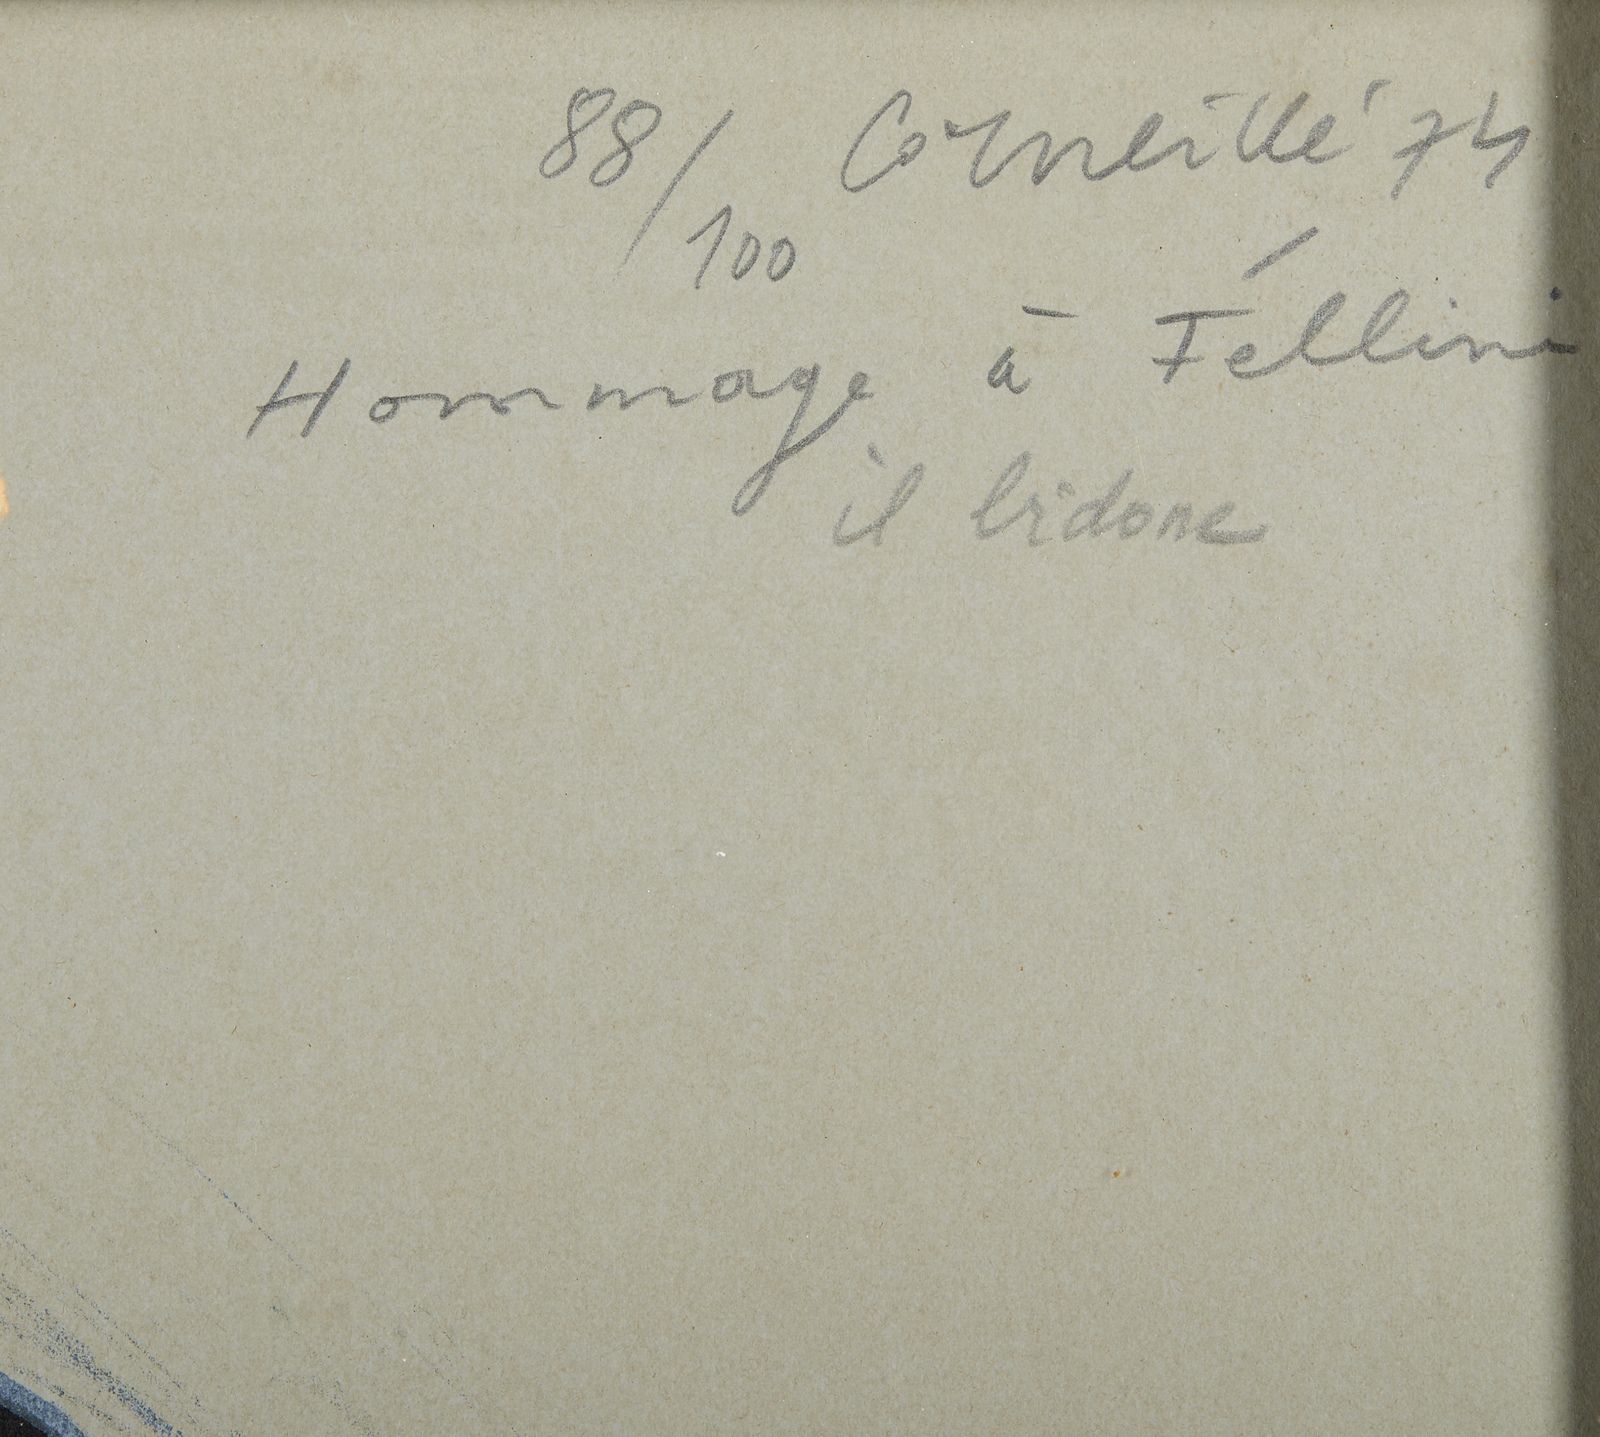 88/100 Corneille '74
Hommage à Féllini
il bidone